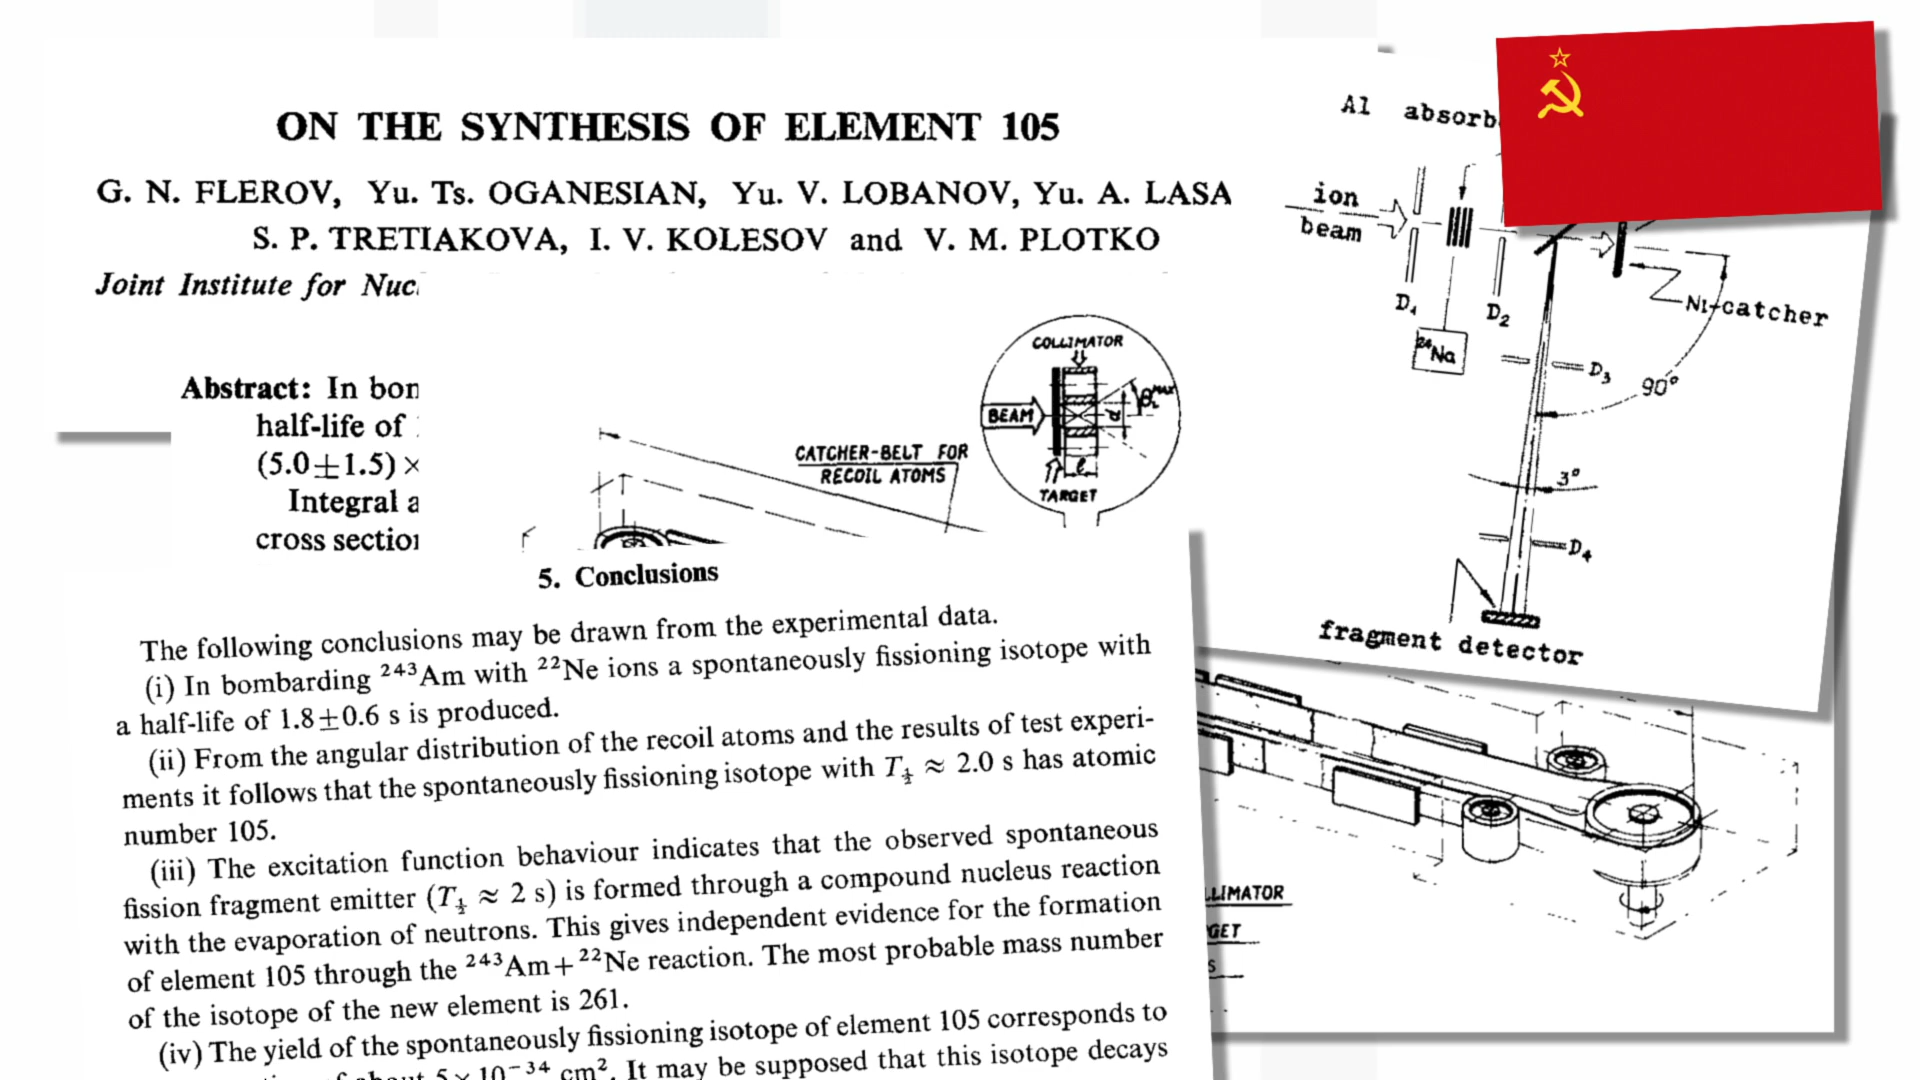 ON THE SYNTHESIS OF ELEMENT 105
G. N. FLEROV, Yu. Ts. OGANESIAN, Yu. V. LOBANOV, Yu. A. LASA
S. P. TRETIAKOVA, I. V. KOLESOV and V. M. PLOTKO
Joint Institute for Nuc
Abstract: In bon
half-life of
(5.0±1.5)×
Integral a
cross section
COLLIMATOR
BEAM
TARGET
d
ℓ
CATCHER-BELT FOR
RECOIL ATOMS
5. Conclusions
The following conclusions may be drawn from the experimental data.
(i) In bombarding ²⁴³Am with ²²Ne ions a spontaneously fissioning isotope with
a half-life of 1.8±0.6 s is produced.
(ii) From the angular distribution of the recoil atoms and the results of test experi-
ments it follows that the spontaneously fissioning isotope with T½ ≈ 2.0 s has atomic
number 105.
(iii) The excitation function behaviour indicates that the observed spontaneous
fission fragment emitter (T½ ≈ 2 s) is formed through a compound nucleus reaction
with the evaporation of neutrons. This gives independent evidence for the formation
of element 105 through the ²⁴³Am+²²Ne reaction. The most probable mass number
of the isotope of the new element is 261.
(iv) The yield of the spontaneously fissioning isotope of element 105 corresponds to
of about 5×10⁻³⁴ cm². It may be supposed that this isotope decays
Al absorb
ion
beam
D₁
D₂
²⁴Na
Ni-catcher
D₃
90°
3°
D₄
fragment detector
LLIMATOR
GET
S